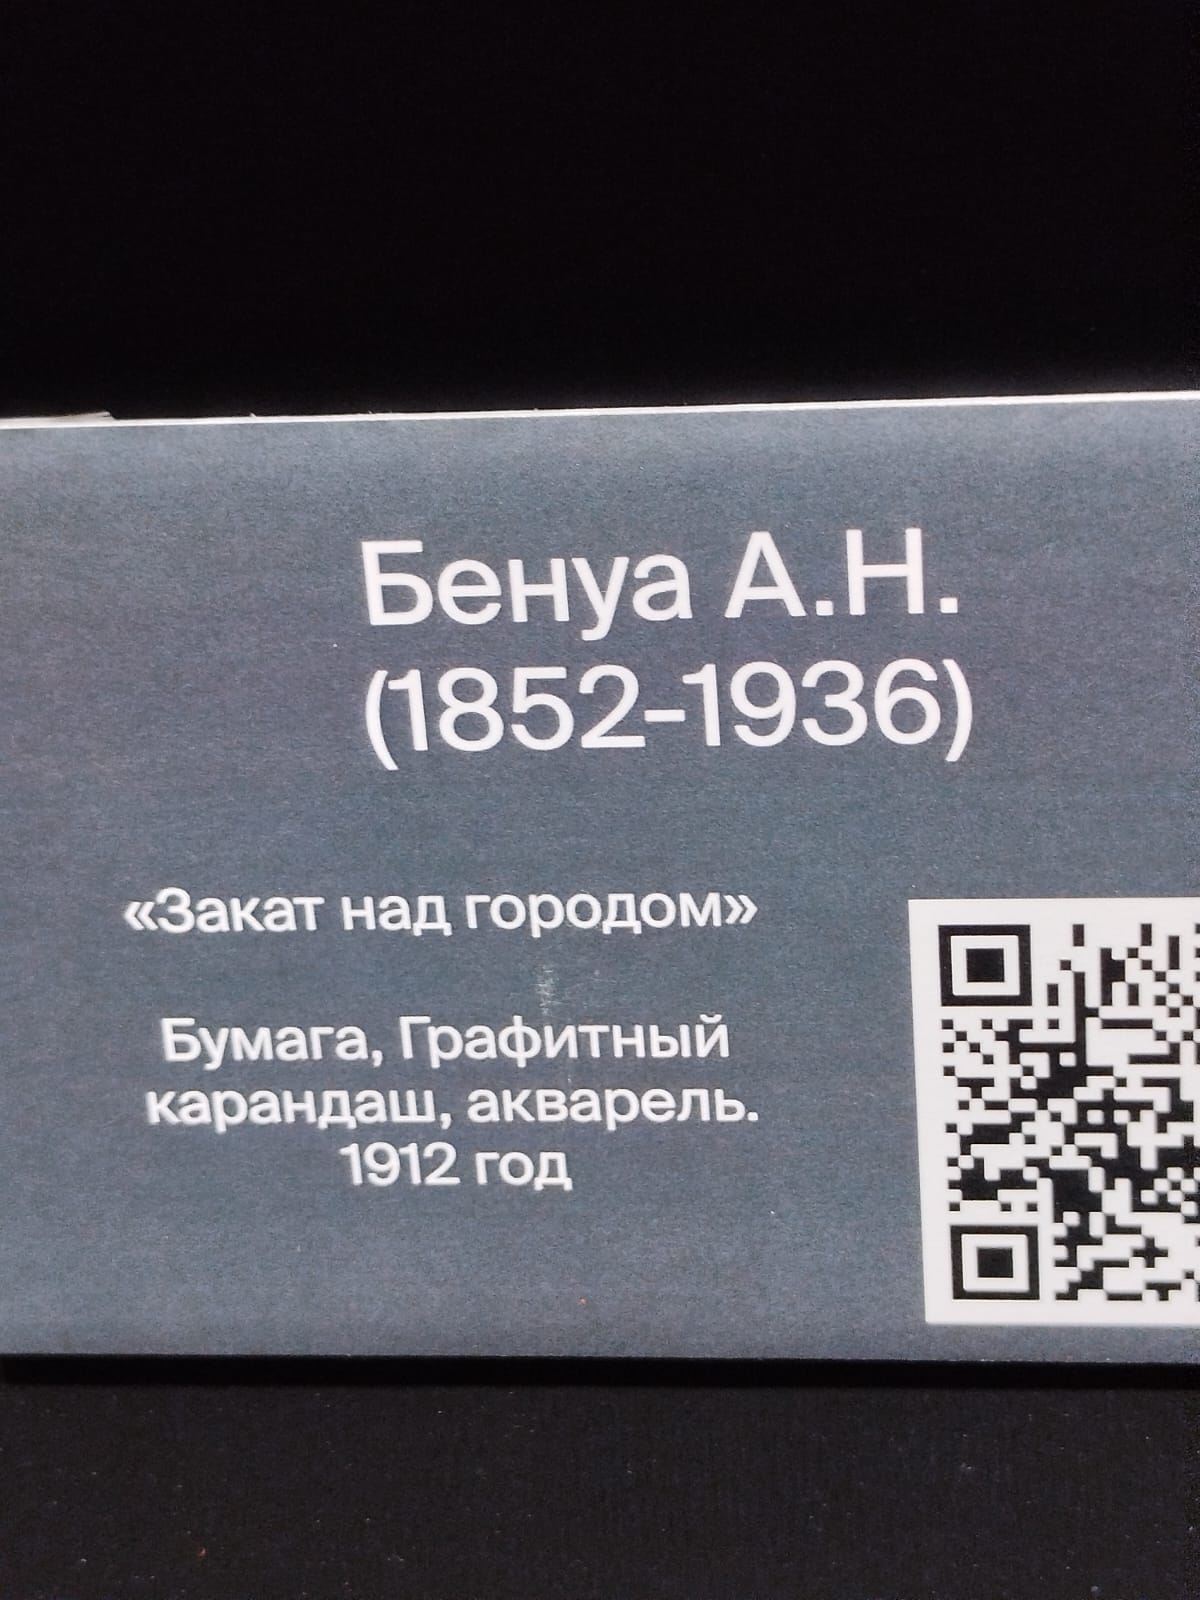 Бенуа А.Н.
(1852-1936)
«Закат над городом»
Бумага, Графитный
карандаш, акварель.
1912 год